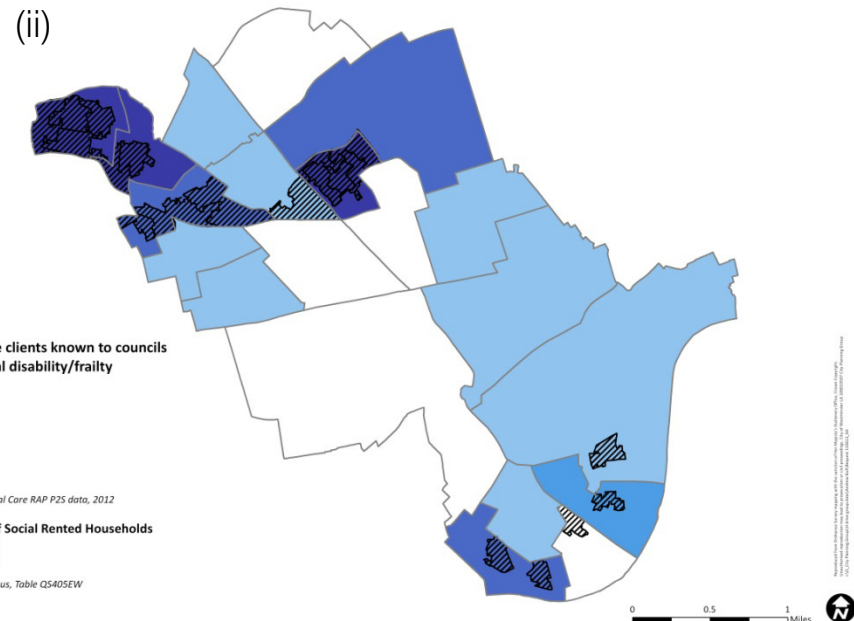 (ii)
e clients known to councils
al disability/frailty
al Care RAP P2S data, 2012
f Social Rented Households
us, Table QS405EW
0 0.5 1
Miles